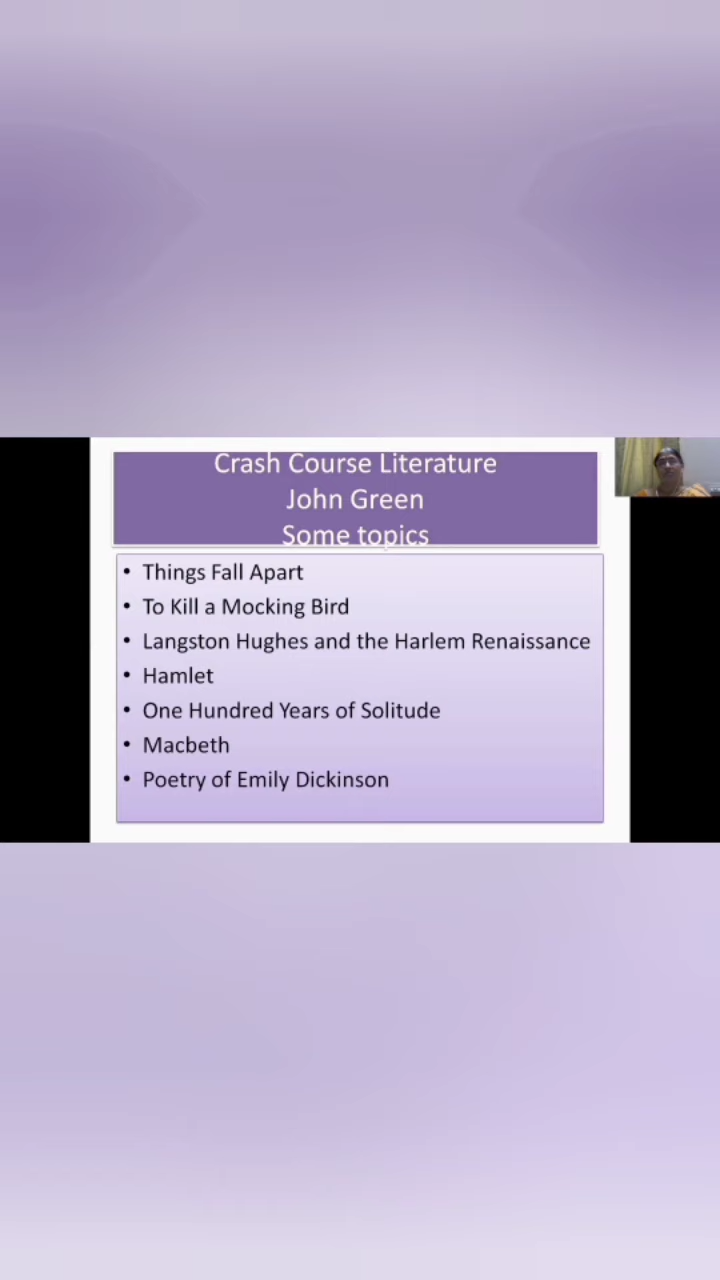 Crash Course Literature
John Green
Some topics
• Things Fall Apart
• To Kill a Mocking Bird
• Langston Hughes and the Harlem Renaissance
• Hamlet
• One Hundred Years of Solitude
• Macbeth
• Poetry of Emily Dickinson